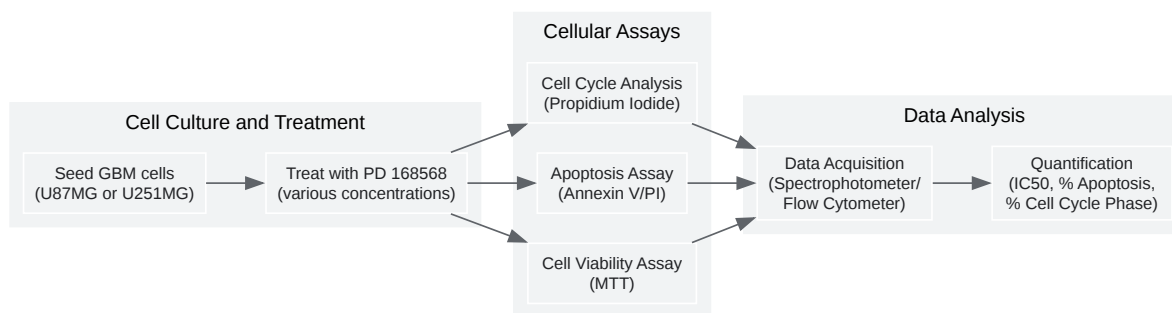 Cell Culture and Treatment
Seed GBM cells
(U87MG or U251MG)
Treat with PD 168568
(various concentrations)
Cellular Assays
Cell Cycle Analysis
(Propidium Iodide)
Apoptosis Assay
(Annexin V/PI)
Cell Viability Assay
(MTT)
Data Analysis
Data Acquisition
(Spectrophotometer/
Flow Cytometer)
Quantification
(IC50, % Apoptosis,
% Cell Cycle Phase)